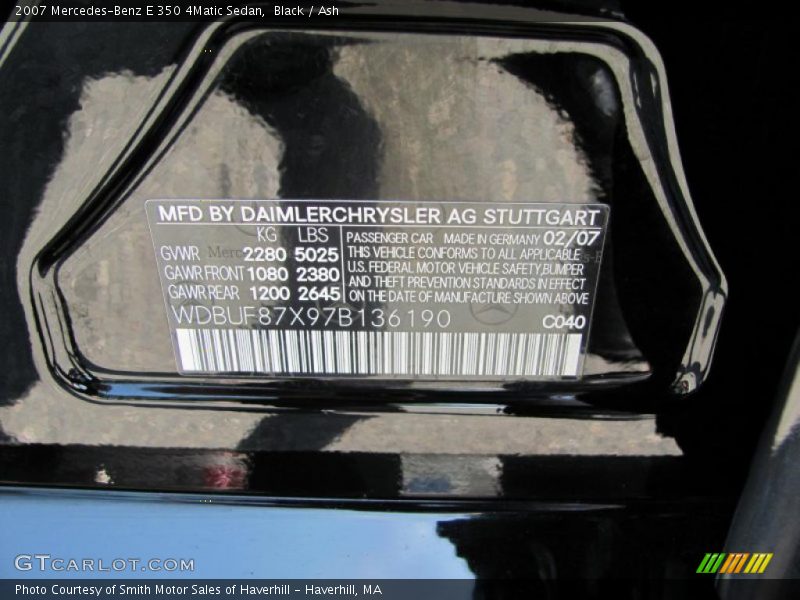 2007 Mercedes-Benz E 350 4Matic Sedan, Black / Ash
MFD BY DAIMLERCHRYSLER AG STUTTGART
KG LBS
GVWR 2280 5025
GAWR FRONT 1080 2380
GAWR REAR 1200 2645
PASSENGER CAR MADE IN GERMANY 02/07
THIS VEHICLE CONFORMS TO ALL APPLICABLE
U.S. FEDERAL MOTOR VEHICLE SAFETY, BUMPER
AND THEFT PREVENTION STANDARDS IN EFFECT
ON THE DATE OF MANUFACTURE SHOWN ABOVE
WDBUF87X97B136190
C040
GTCARLOT.COM
Photo Courtesy of Smith Motor Sales of Haverhill - Haverhill, MA